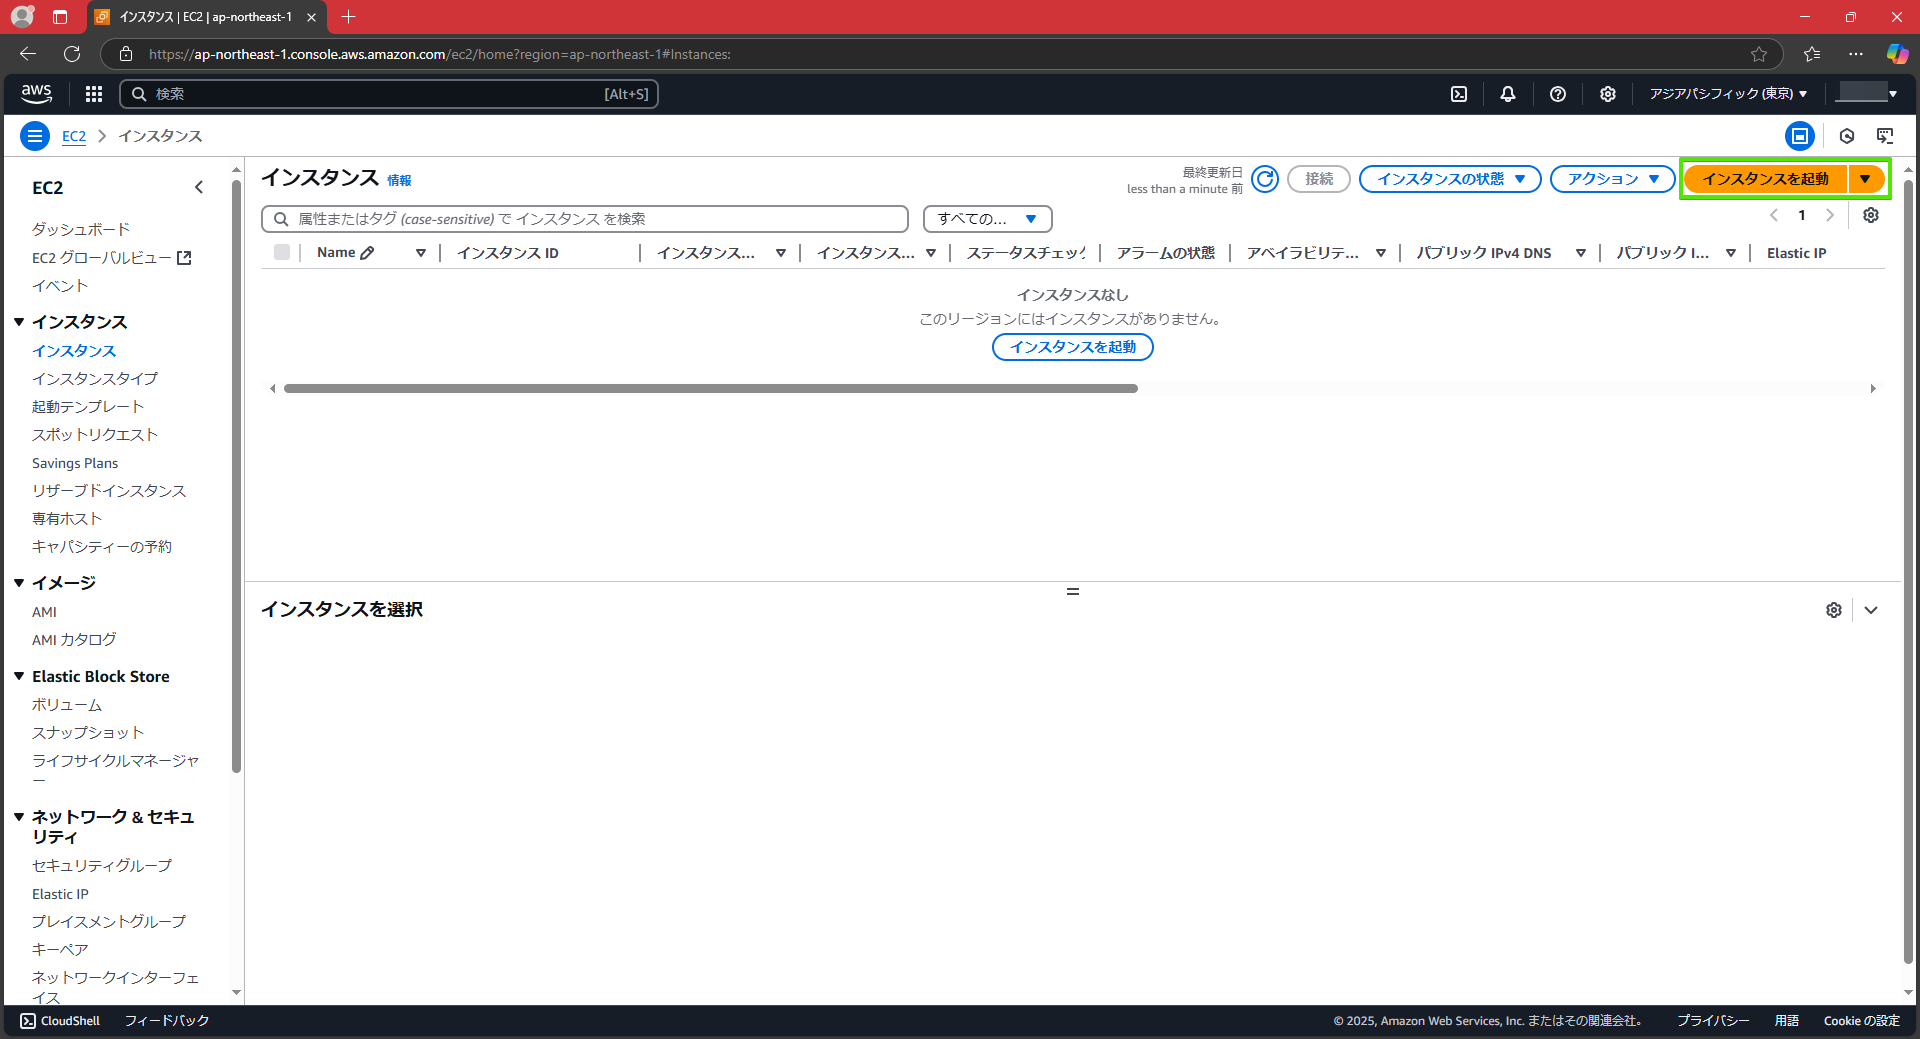 インスタンス | EC2 | ap-northeast-1
https://ap-northeast-1.console.aws.amazon.com/ec2/home?region=ap-northeast-1#Instances:
aws
検索
[Alt+S]
アジアパシフィック (東京)
EC2
インスタンス
EC2
ダッシュボード
EC2 グローバルビュー
イベント
インスタンス
インスタンス
インスタンスタイプ
起動テンプレート
スポットリクエスト
Savings Plans
リザーブドインスタンス
専有ホスト
キャパシティーの予約
イメージ
AMI
AMI カタログ
Elastic Block Store
ボリューム
スナップショット
ライフサイクルマネージャ
ー
ネットワーク & セキュ
リティ
セキュリティグループ
Elastic IP
プレイスメントグループ
キーペア
ネットワークインターフェ
イス
インスタンス 情報
最終更新日
less than a minute 前
接続
インスタンスの状態
アクション
インスタンスを起動
属性またはタグ (case-sensitive) で インスタンス を検索
すべての...
1
Name
インスタンス ID
インスタンス...
インスタンス...
ステータスチェック
アラームの状態
アベイラビリテ...
パブリック IPv4 DNS
パブリック I...
Elastic IP
インスタンスなし
このリージョンにはインスタンスがありません。
インスタンスを起動
インスタンスを選択
CloudShell
フィードバック
© 2025, Amazon Web Services, Inc. またはその関連会社。
プライバシー
用語
Cookie の設定